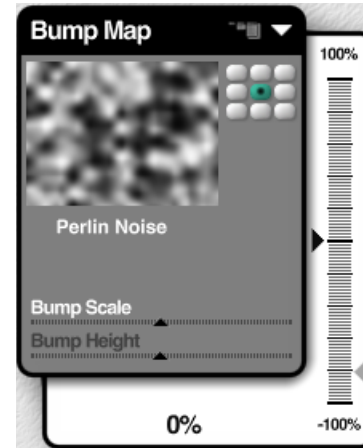 Bump Map
100%
Perlin Noise
Bump Scale
Bump Height
0%
-100%